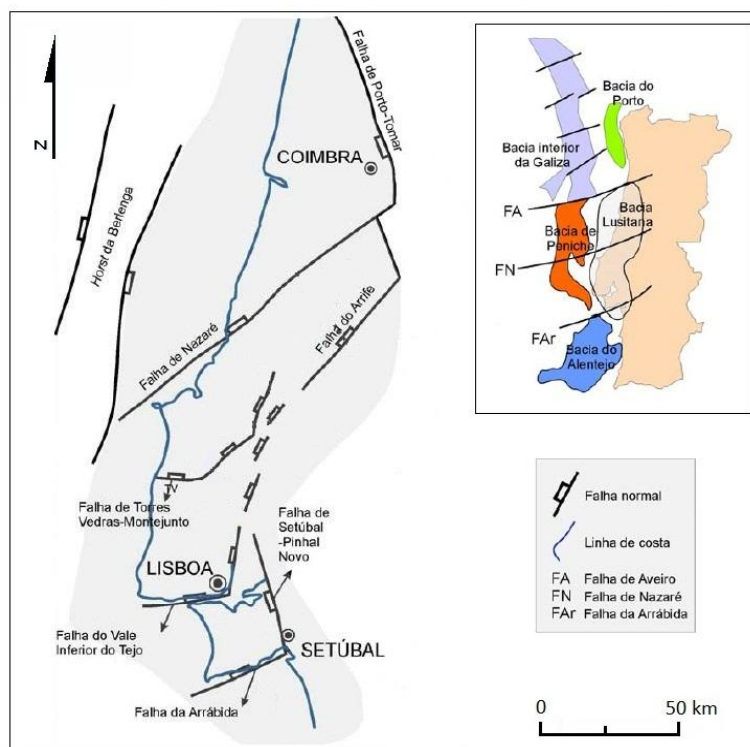 Falha de Porto-Tomar
N
COIMBRA
Horst da Berlenga
Falha de Nazaré
Falha do Arrife
Falha de Torres
Vedras-Montejunto
Falha de
Setúbal
-Pinhal
Novo
LISBOA
Falha do Vale
Inferior do Tejo
SETÚBAL
Falha da Arrábida
Bacia do
Porto
Bacia interior
da Galiza
FA
Bacia
Lusitana
Bacia de
Peniche
FN
FAr
Bacia do
Alentejo
Falha normal
Linha de costa
FA Falha de Aveiro
FN Falha de Nazaré
FAr Falha da Arrábida
0 50 km